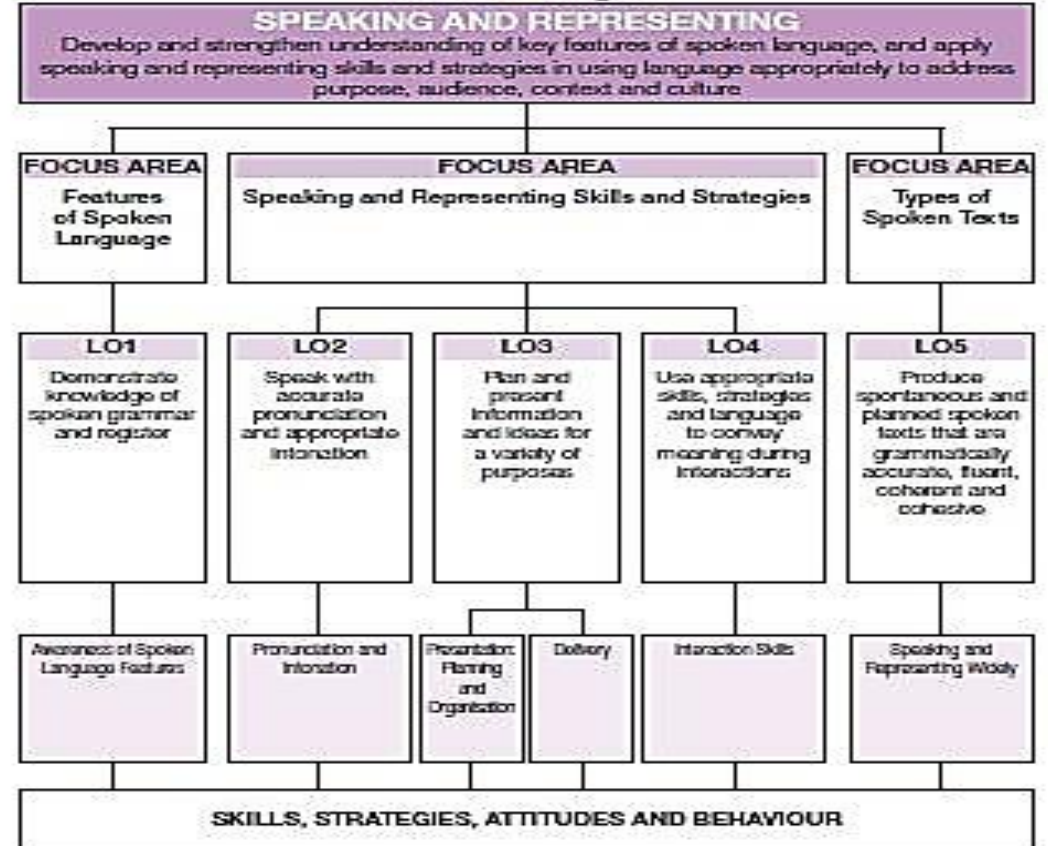 SPEAKING AND REPRESENTING
Develop and strengthen understanding of key features of spoken language, and apply
speaking and representing skills and strategies in using language appropriately to address
purpose, audience, context and culture
FOCUS AREA
Features
of Spoken
Language
FOCUS AREA
Speaking and Representing Skills and Strategies
FOCUS AREA
Types of
Spoken Texts
LO1
Demonstrate
knowledge of
spoken grammar
and register
LO2
Speak with
accurate
pronunciation
and appropriate
intonation
LO3
Plan and
present
information
and ideas for
a variety of
purposes
LO4
Use appropriate
skills, strategies
and language
to convey
meaning during
interactions
LO5
Produce
spontaneous and
planned spoken
texts that are
grammatically
accurate, fluent,
coherent and
cohesive
Awareness of Spoken
Language Features
Pronunciation and
Intonation
Presentation:
Planning
and
Organisation
Delivery
Interaction Skills
Speaking and
Representing Widely
SKILLS, STRATEGIES, ATTITUDES AND BEHAVIOUR